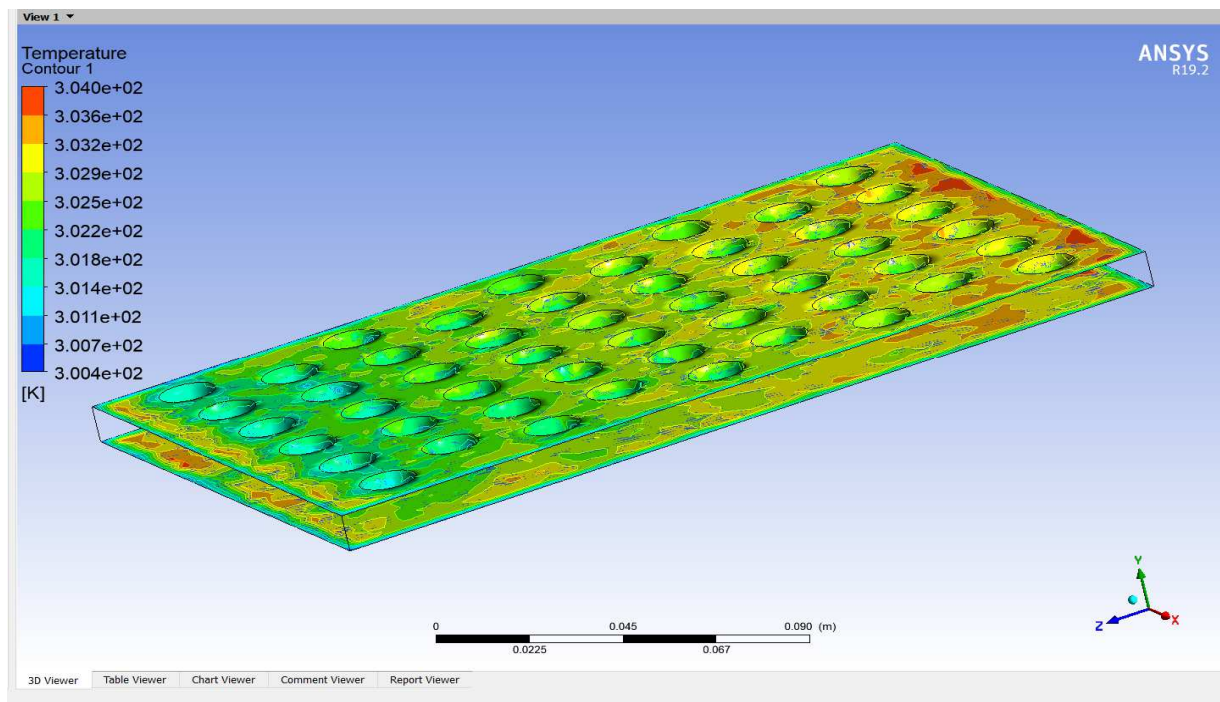 View 1
Temperature
Contour 1
3.040e+02
3.036e+02
3.032e+02
3.029e+02
3.025e+02
3.022e+02
3.018e+02
3.014e+02
3.011e+02
3.007e+02
3.004e+02
[K]
ANSYS
R19.2
0 0.045 0.090 (m)
0.0225 0.067
Y
Z X
3D Viewer Table Viewer Chart Viewer Comment Viewer Report Viewer